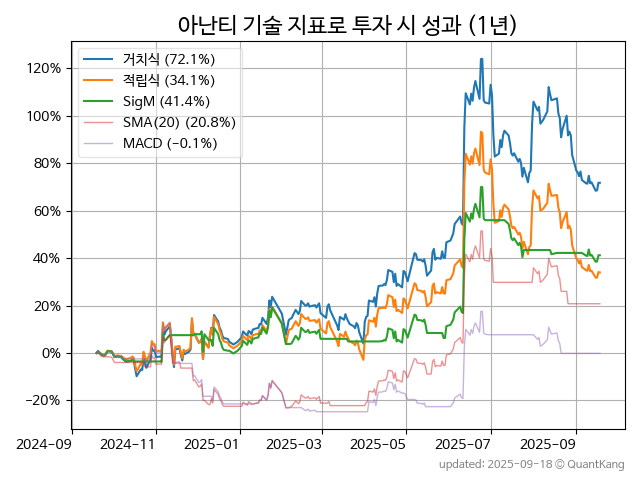 아난티 기술 지표로 투자 시 성과 (1년)
거치식 (72.1%)
적립식 (34.1%)
SigM (41.4%)
SMA(20) (20.8%)
MACD (−0.1%)
120%
100%
80%
60%
40%
20%
0%
−20%
2024-09 2024-11 2025-01 2025-03 2025-05 2025-07 2025-09
updated: 2025-09-18 ⓒ QuantKang